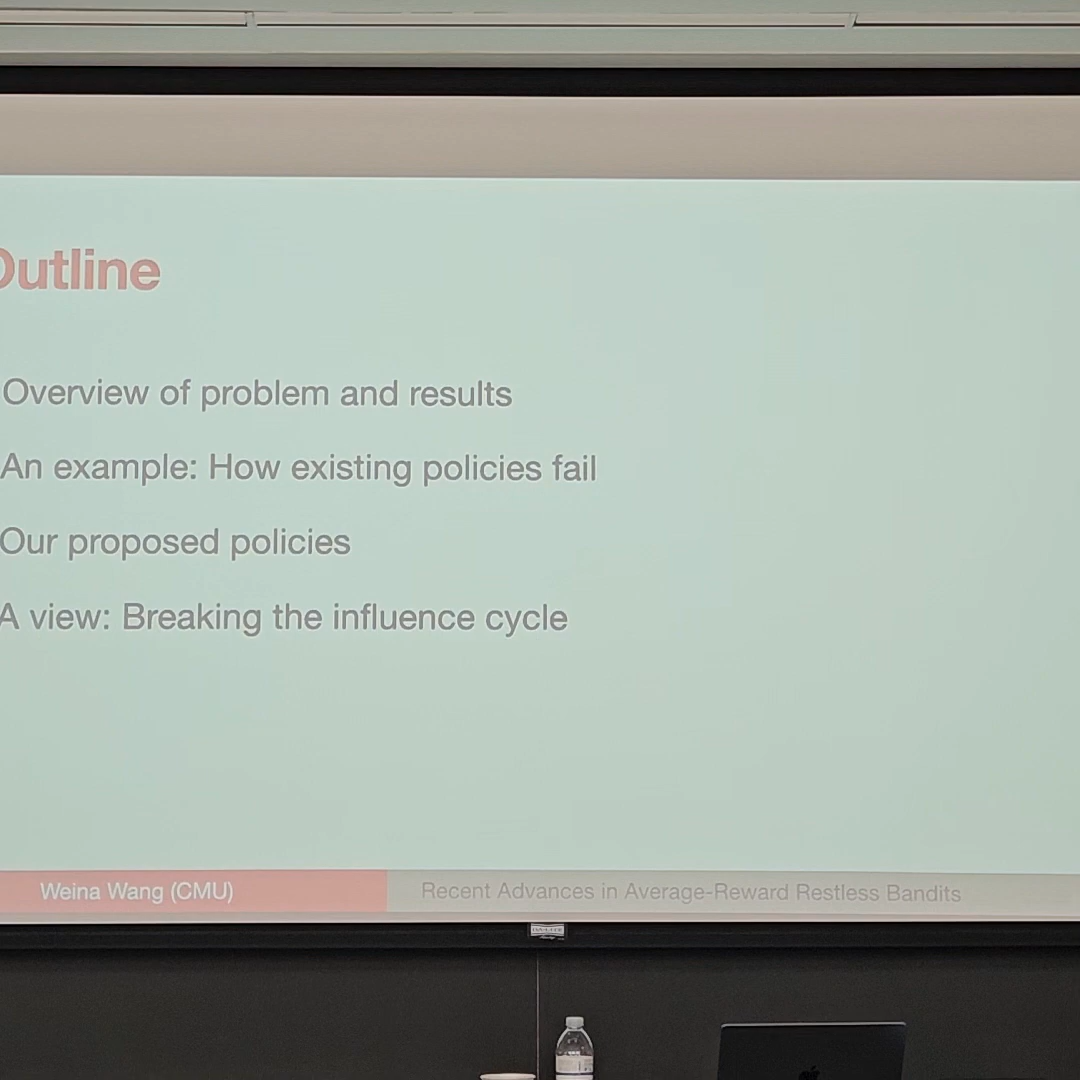 Outline
Overview of problem and results
An example: How existing policies fail
Our proposed policies
A view: Breaking the influence cycle
Weina Wang (CMU)
Recent Advances in Average-Reward Restless Bandits